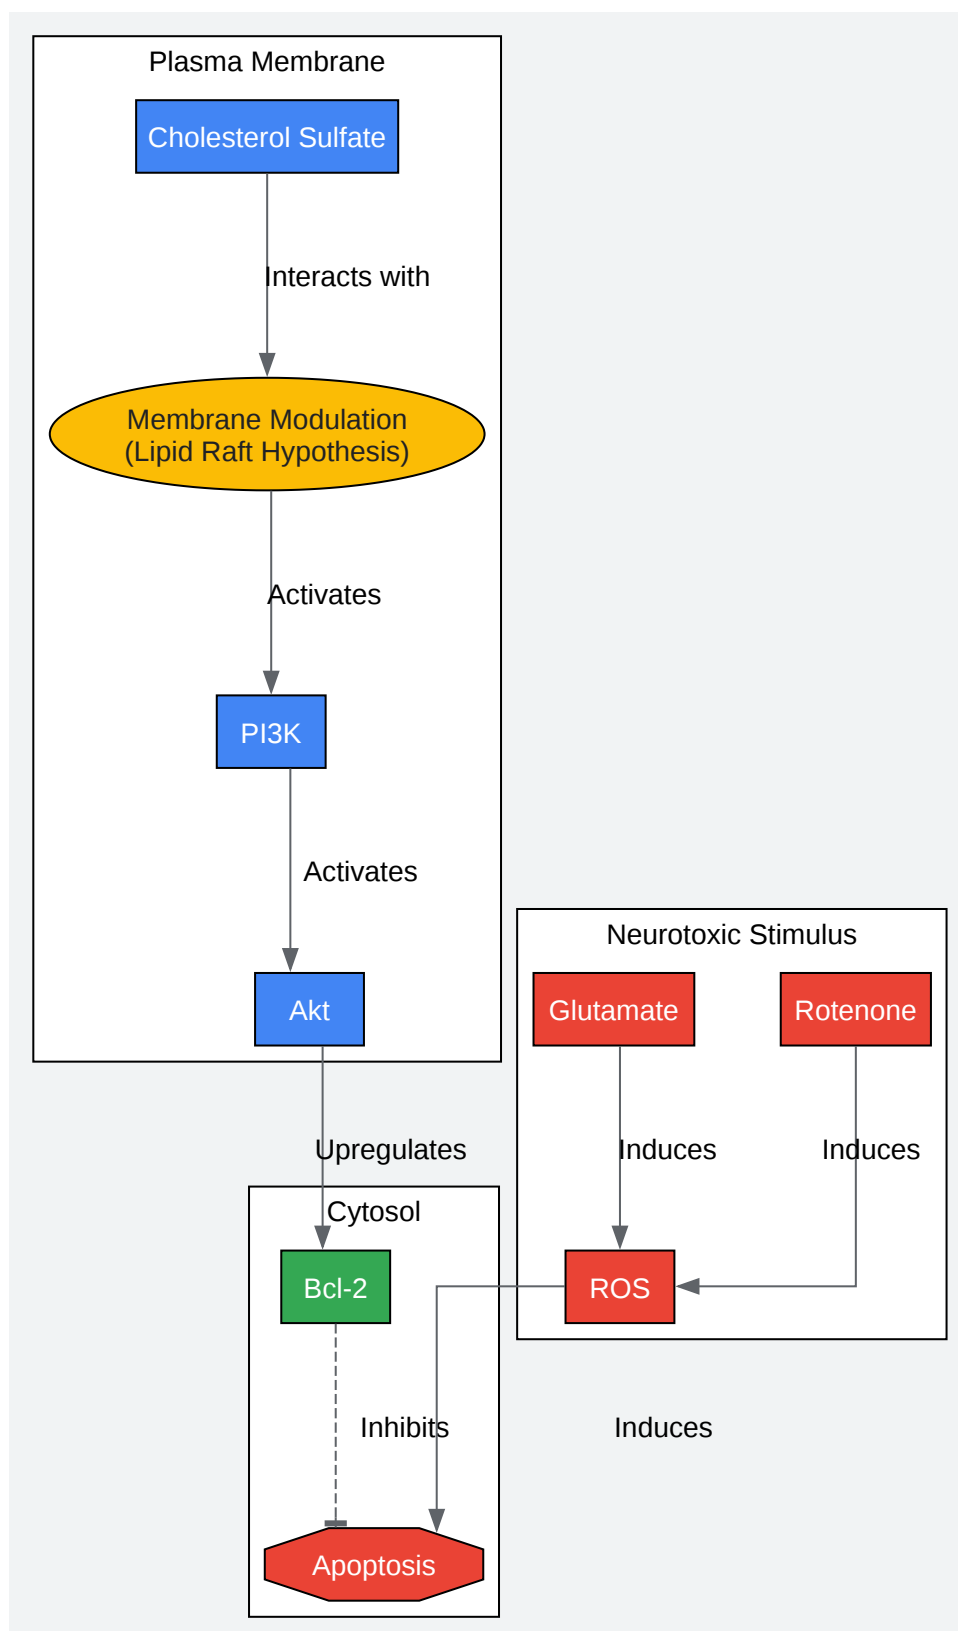 Plasma Membrane
Cholesterol Sulfate
Interacts with
Membrane Modulation
(Lipid Raft Hypothesis)
Activates
PI3K
Activates
Akt
Neurotoxic Stimulus
Glutamate
Rotenone
Upregulates
Induces
Induces
Cytosol
Bcl-2
ROS
Inhibits
Induces
Apoptosis